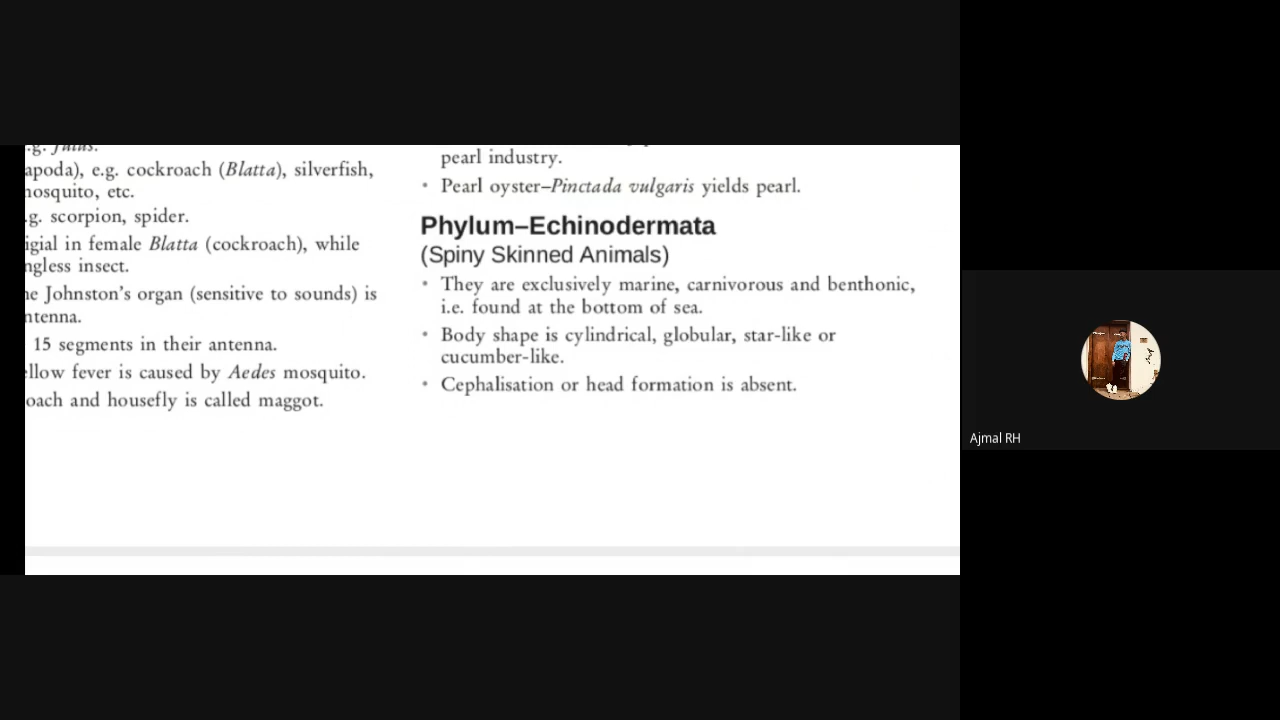 .g. Julus.
apoda), e.g. cockroach (Blatta), silverfish,
nosquito, etc.
.g. scorpion, spider.
igial in female Blatta (cockroach), while
ngless insect.
ne Johnston's organ (sensitive to sounds) is
ntenna.
15 segments in their antenna.
llow fever is caused by Aedes mosquito.
oach and housefly is called maggot.
pearl industry.
• Pearl oyster–Pinctada vulgaris yields pearl.
Phylum–Echinodermata
(Spiny Skinned Animals)
• They are exclusively marine, carnivorous and benthonic,
i.e. found at the bottom of sea.
• Body shape is cylindrical, globular, star-like or
cucumber-like.
• Cephalisation or head formation is absent.
Ajmal RH